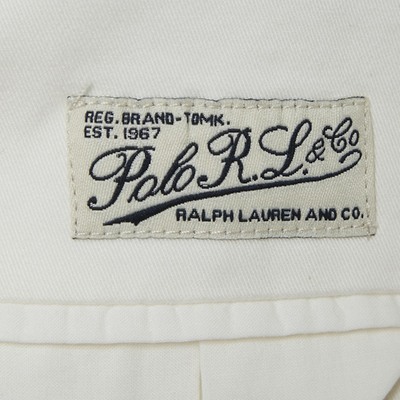 REG. BRAND-TDMK.
EST. 1967
Polo R.L. & Co
RALPH LAUREN AND CO.